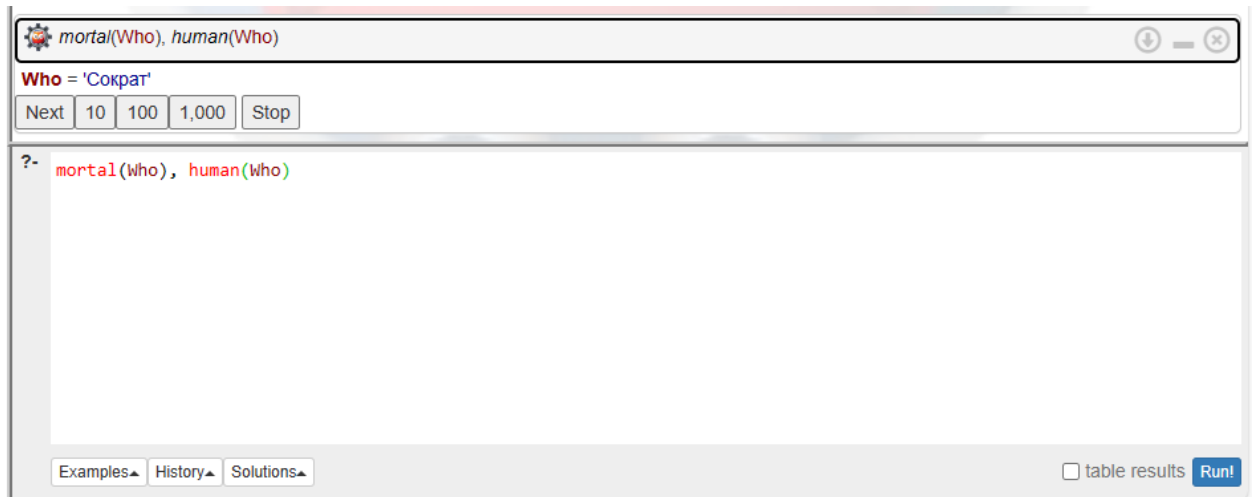 mortal(Who), human(Who)
Who = 'Сократ'
Next 10 100 1,000 Stop
?- mortal(Who), human(Who)
Examples History Solutions table results Run!